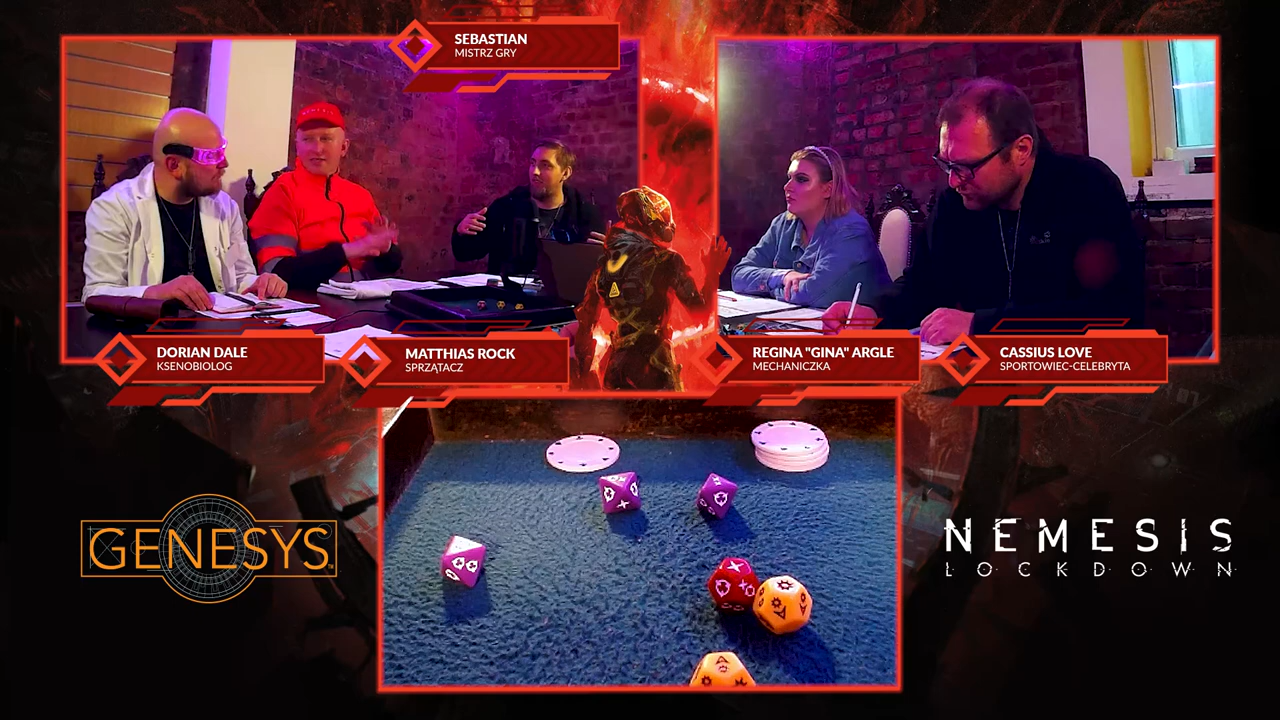 SEBASTIAN
MISTRZ GRY
DORIAN DALE
KSENOBIOLOG
MATTHIAS ROCK
SPRZĄTACZ
REGINA "GINA" ARGLE
MECHANICZKA
CASSIUS LOVE
SPORTOWIEC-CELEBRYTA
GENESYS
NEMESIS
LOCKDOWN